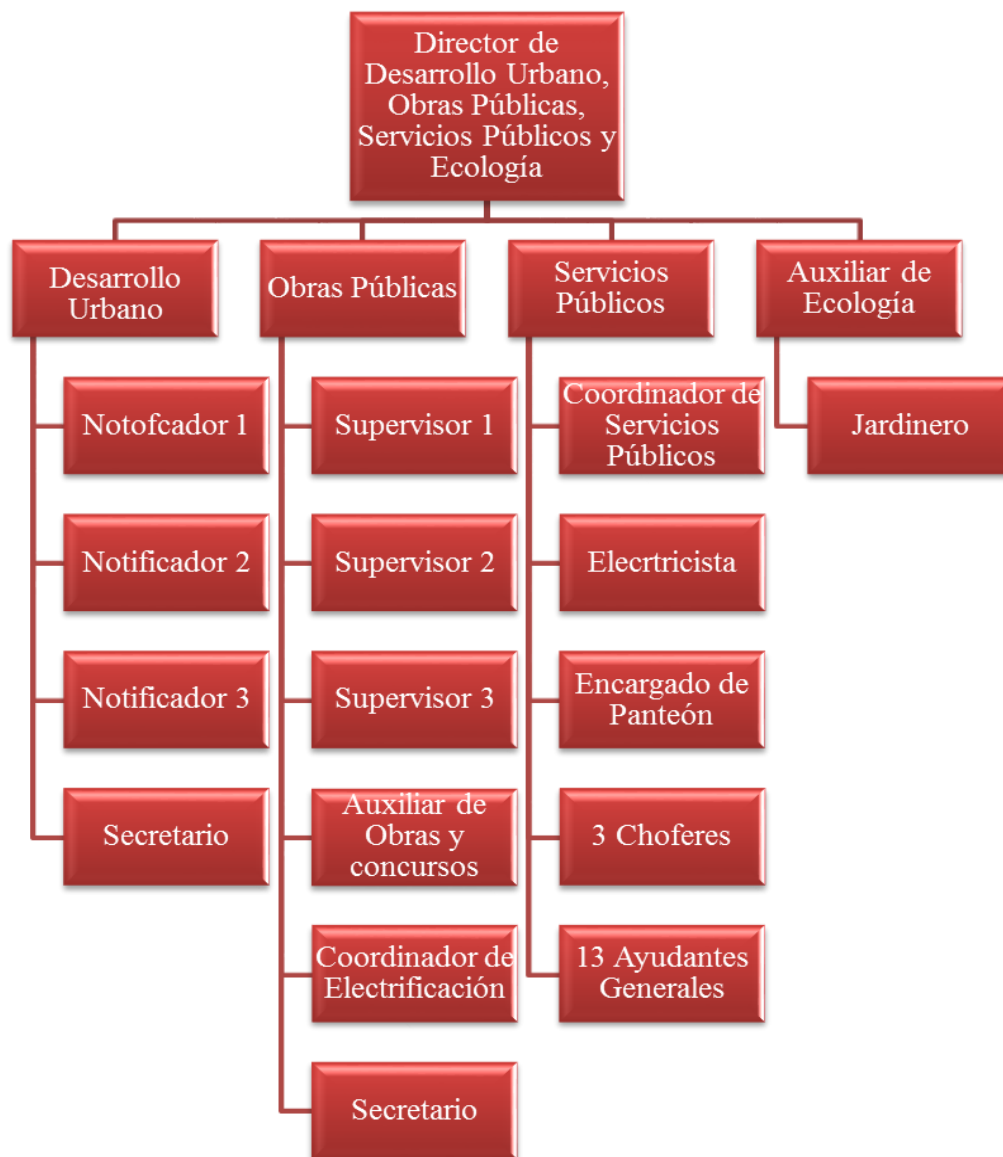 Director de
Desarrollo Urbano,
Obras Públicas,
Servicios Públicos y
Ecología
Desarrollo
Urbano
Notofcador 1
Notificador 2
Notificador 3
Secretario
Obras Públicas
Supervisor 1
Supervisor 2
Supervisor 3
Auxiliar de
Obras y
concursos
Coordinador de
Electrificación
Secretario
Servicios
Públicos
Coordinador de
Servicios
Públicos
Elecrtricista
Encargado de
Panteón
3 Choferes
13 Ayudantes
Generales
Auxiliar de
Ecología
Jardinero